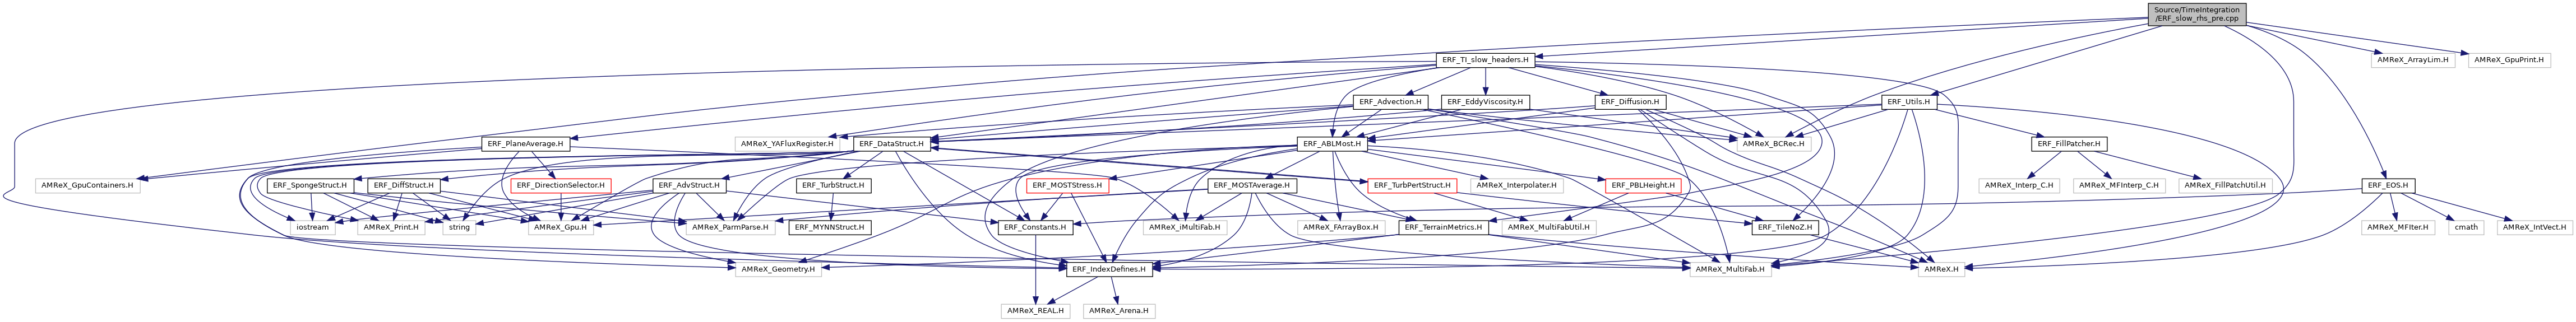 Source/TimeIntegration
/ERF_slow_rhs_pre.cpp
ERF_TI_slow_headers.H
AMReX_ArrayLim.H
AMReX_GpuPrint.H
ERF_Advection.H
ERF_EddyViscosity.H
ERF_Diffusion.H
ERF_Utils.H
ERF_PlaneAverage.H
AMReX_YAFluxRegister.H
ERF_DataStruct.H
ERF_ABLMost.H
AMReX_BCRec.H
ERF_FillPatcher.H
AMReX_GpuContainers.H
ERF_SpongeStruct.H
ERF_DiffStruct.H
ERF_DirectionSelector.H
ERF_AdvStruct.H
ERF_TurbStruct.H
ERF_MOSTStress.H
ERF_MOSTAverage.H
ERF_TurbPertStruct.H
AMReX_Interpolater.H
ERF_PBLHeight.H
AMReX_Interp_C.H
AMReX_MFInterp_C.H
AMReX_FillPatchUtil.H
ERF_EOS.H
iostream
AMReX_Print.H
string
AMReX_Gpu.H
AMReX_ParmParse.H
ERF_MYNNStruct.H
ERF_Constants.H
AMReX_iMultiFab.H
AMReX_FArrayBox.H
ERF_TerrainMetrics.H
AMReX_MultiFabUtil.H
ERF_TileNoZ.H
AMReX_MFIter.H
cmath
AMReX_IntVect.H
AMReX_Geometry.H
ERF_IndexDefines.H
AMReX_MultiFab.H
AMReX.H
AMReX_REAL.H
AMReX_Arena.H